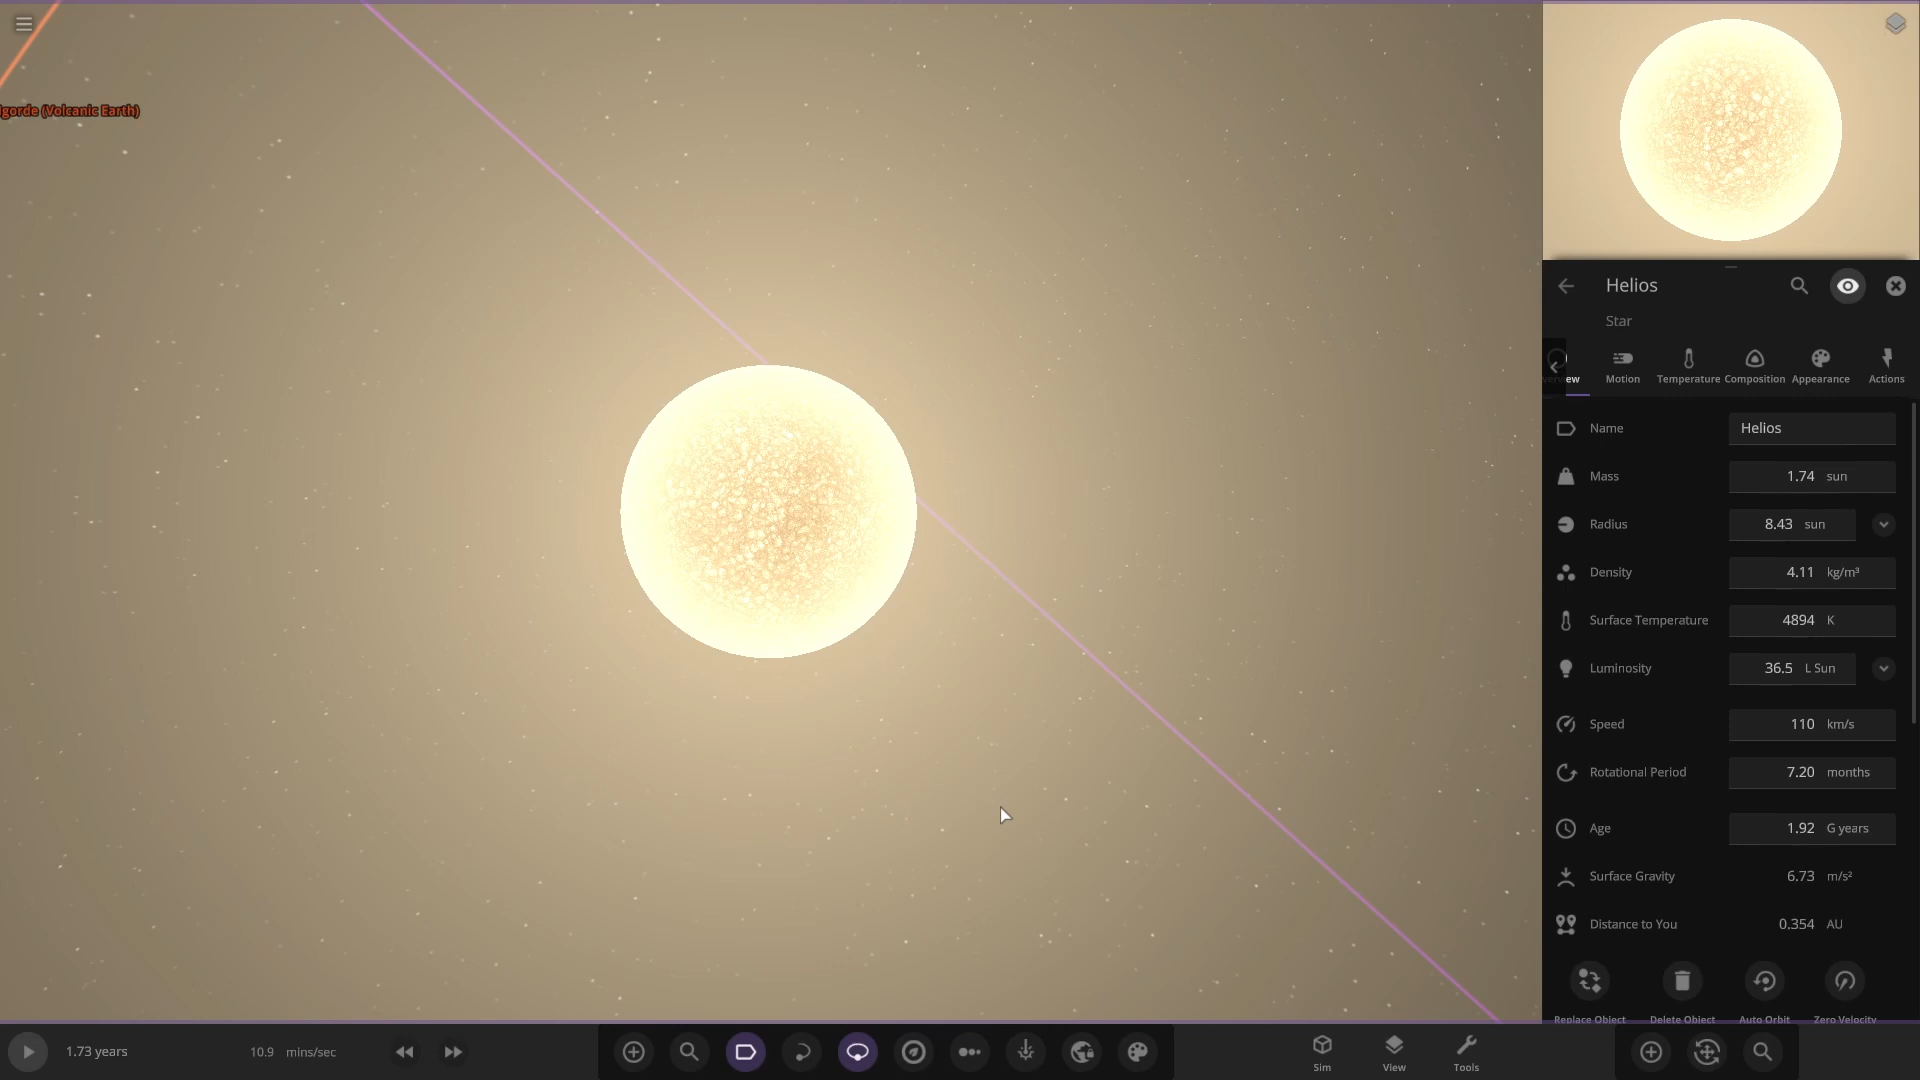 lgorde (Volcanic Earth)
Helios
Star
Motion
Temperature
Composition
Appearance
Actions
Name Helios
Mass 1.74 sun
Radius 8.43 sun
Density 4.11 kg/m³
Surface Temperature 4894 K
Luminosity 36.5 L Sun
Speed 110 km/s
Rotational Period 7.20 months
Age 1.92 G years
Surface Gravity 6.73 m/s²
Distance to You 0.354 AU
Replace Object
Delete Object
Auto Orbit
Zero Velocity
1.73 years
10.9 mins/sec
Sim
View
Tools